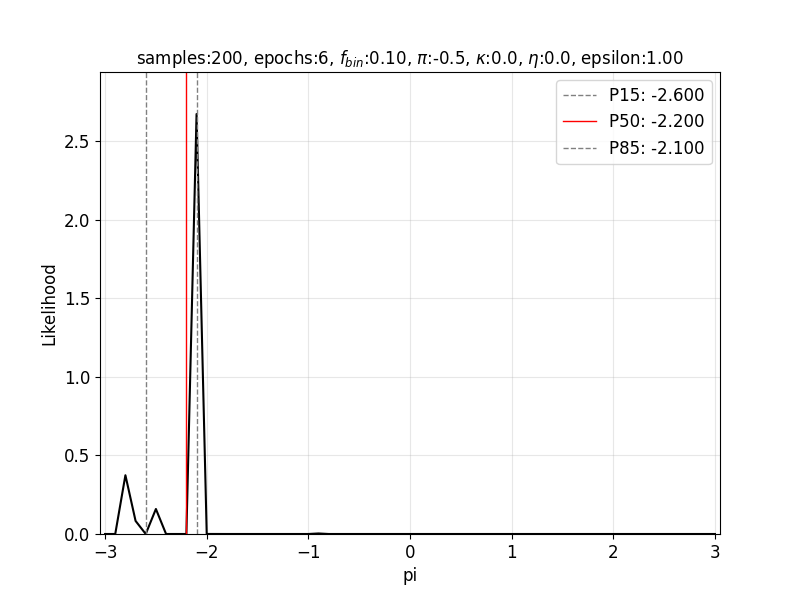 samples:200, epochs:6, f_bin:0.10, π:-0.5, κ:0.0, η:0.0, epsilon:1.00
P15: -2.600
P50: -2.200
P85: -2.100
2.5
2.0
1.5
1.0
0.5
0.0
Likelihood
−3 −2 −1 0 1 2 3
pi